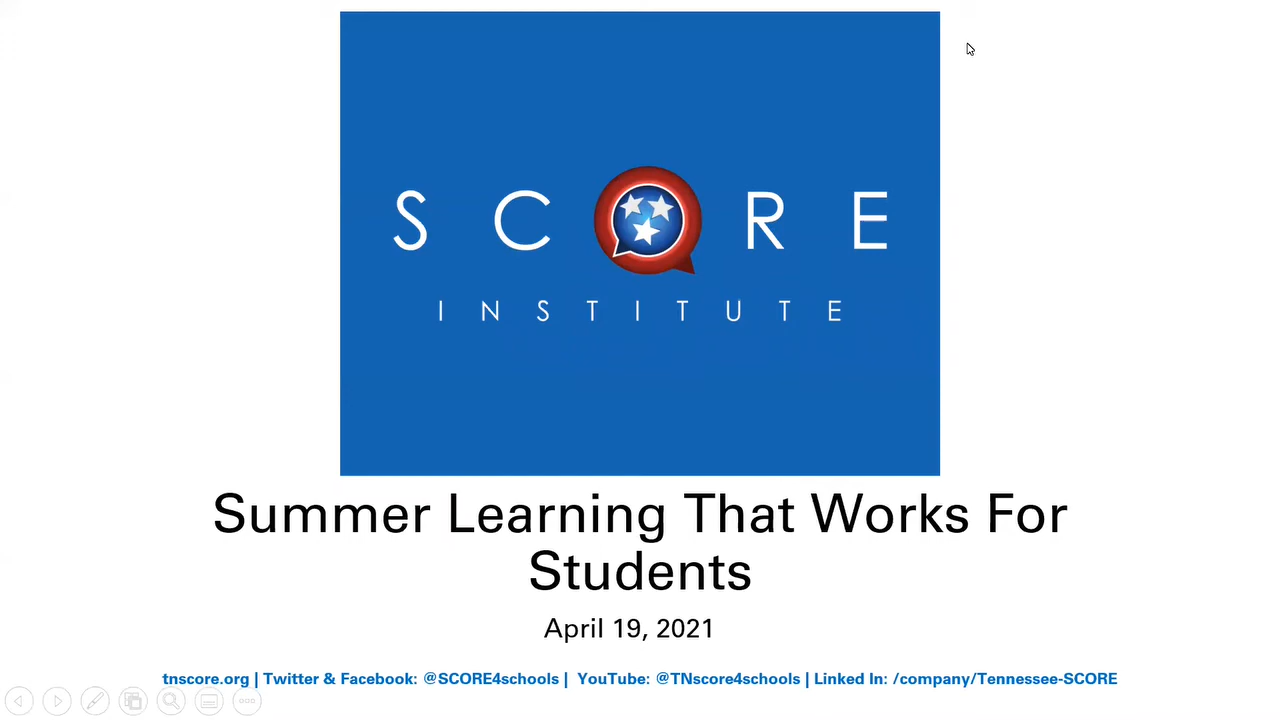 SCORE
INSTITUTE
Summer Learning That Works For
Students
April 19, 2021
tnscore.org | Twitter & Facebook: @SCORE4schools | YouTube: @TNscore4schools | Linked In: /company/Tennessee-SCORE